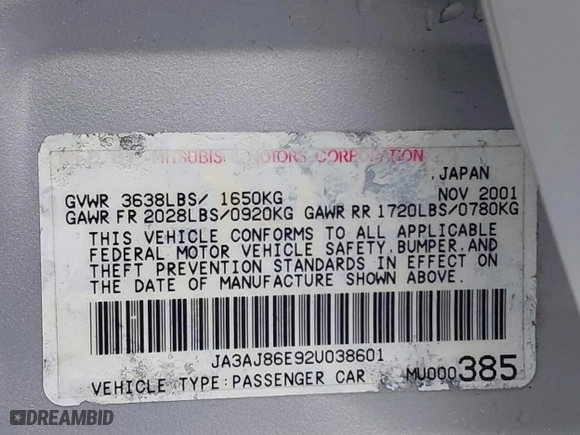 MITSUBISHI MOTORS CORPORATION
JAPAN
GVWR 3638LBS/ 1650KG NOV 2001
GAWR FR 2028LBS/0920KG GAWR RR 1720LBS/0780KG
THIS VEHICLE CONFORMS TO ALL APPLICABLE
FEDERAL MOTOR VEHICLE SAFETY, BUMPER, AND
THEFT PREVENTION STANDARDS IN EFFECT ON
THE DATE OF MANUFACTURE SHOWN ABOVE.
JA3AJ86E92U038601
VEHICLE TYPE: PASSENGER CAR MU000385
DREAMBID